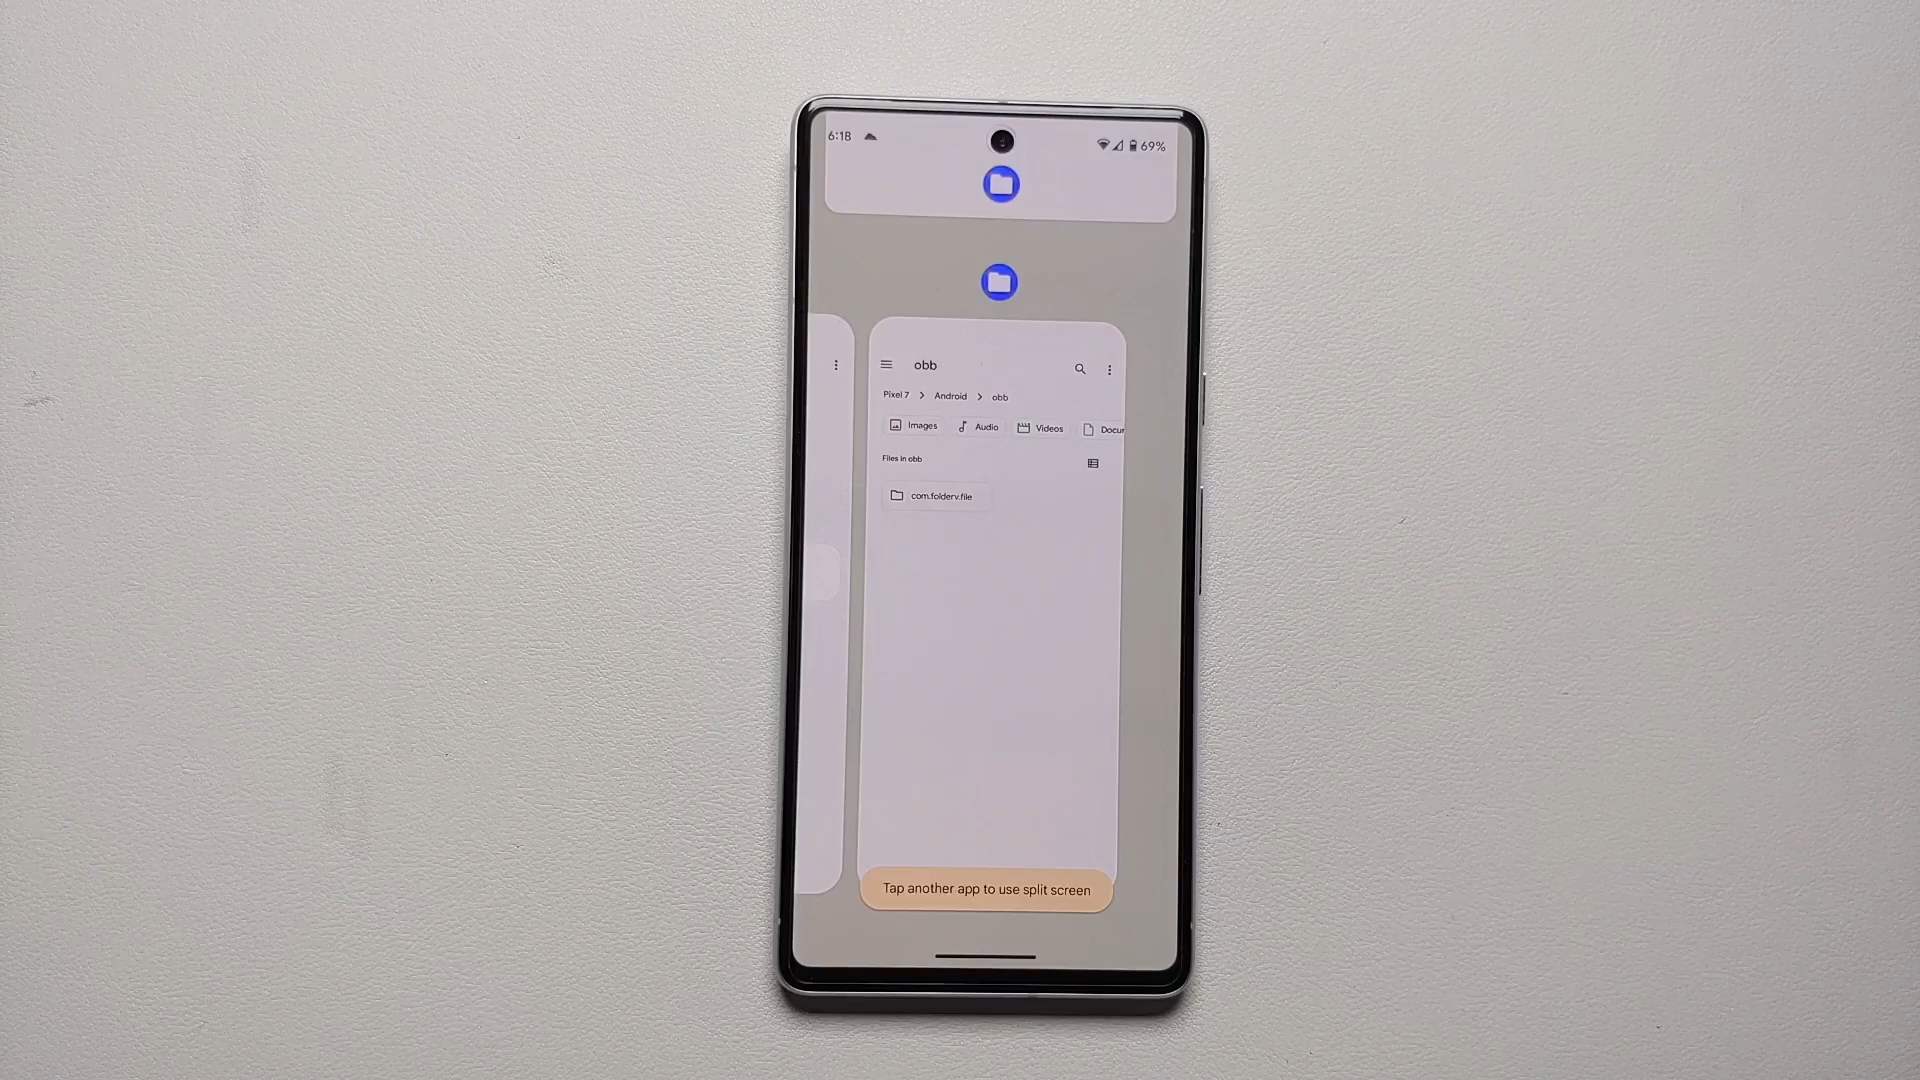 6:18
69%
obb
Pixel 7 > Android > obb
Images Audio Videos Docum
Files in obb
com.folderv.file
Tap another app to use split screen